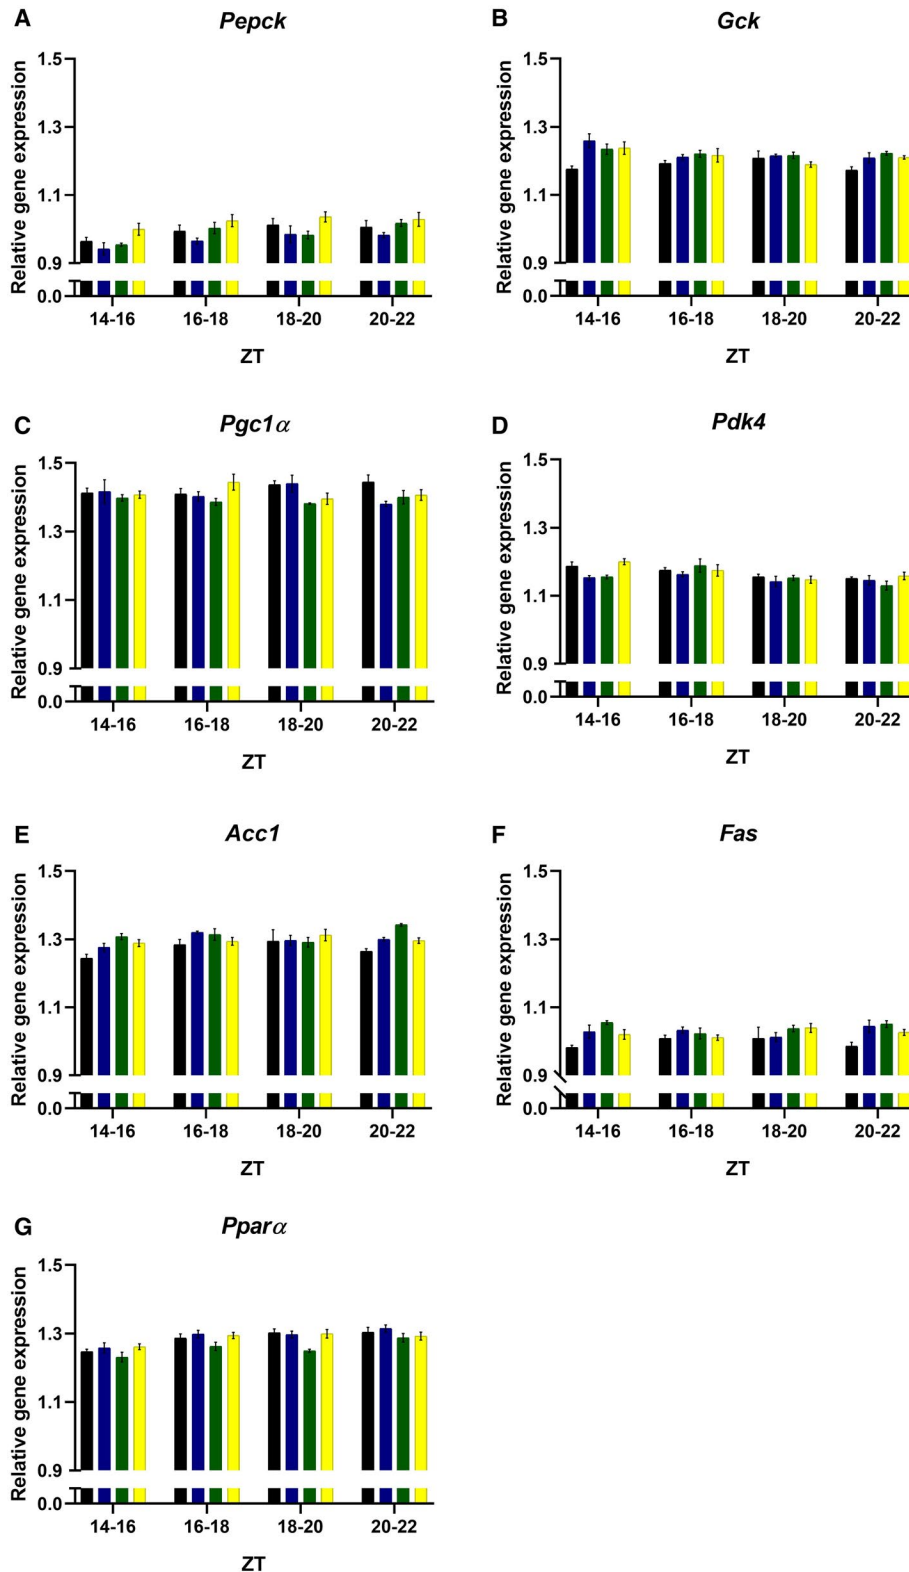 A
Pepck
Relative gene expression
1.5
1.3
1.1
0.9
0.0
14-16 16-18 18-20 20-22
ZT
B
Gck
Relative gene expression
1.5
1.3
1.1
0.9
0.0
14-16 16-18 18-20 20-22
ZT
C
Pgc1α
Relative gene expression
1.5
1.3
1.1
0.9
0.0
14-16 16-18 18-20 20-22
ZT
D
Pdk4
Relative gene expression
1.5
1.3
1.1
0.9
0.0
14-16 16-18 18-20 20-22
ZT
E
Acc1
Relative gene expression
1.5
1.3
1.1
0.9
0.0
14-16 16-18 18-20 20-22
ZT
F
Fas
Relative gene expression
1.5
1.3
1.1
0.9
0.0
14-16 16-18 18-20 20-22
ZT
G
Pparα
Relative gene expression
1.5
1.3
1.1
0.9
0.0
14-16 16-18 18-20 20-22
ZT